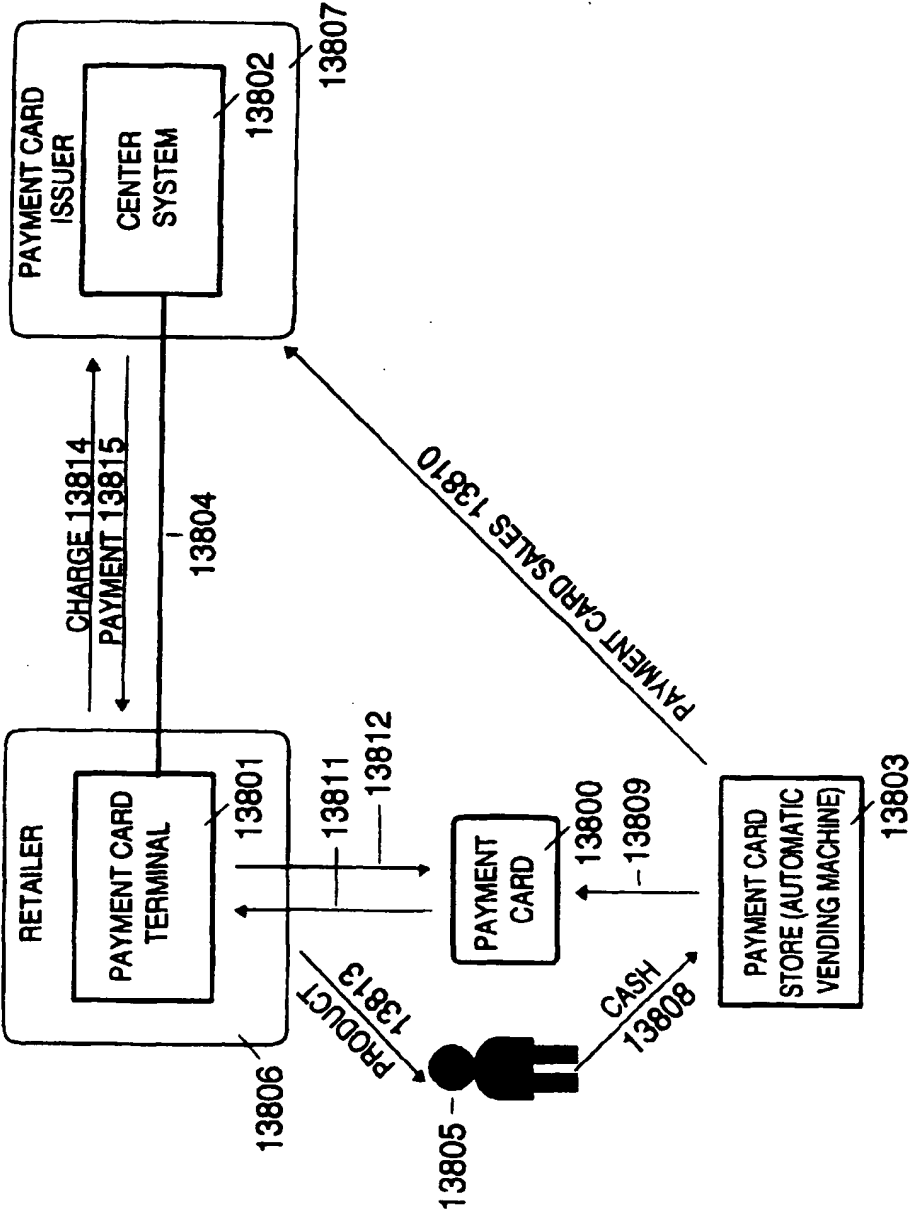 RETAILER
PAYMENT CARD
TERMINAL
13801
13806
CHARGE 13814
PAYMENT 13815
13804
PAYMENT CARD
ISSUER
CENTER
SYSTEM
13802
13807
13811
13812
PRODUCT
13813
13805
PAYMENT
CARD
13800
13809
CASH
13808
PAYMENT CARD SALES 13810
PAYMENT CARD
STORE (AUTOMATIC
VENDING MACHINE)
13803